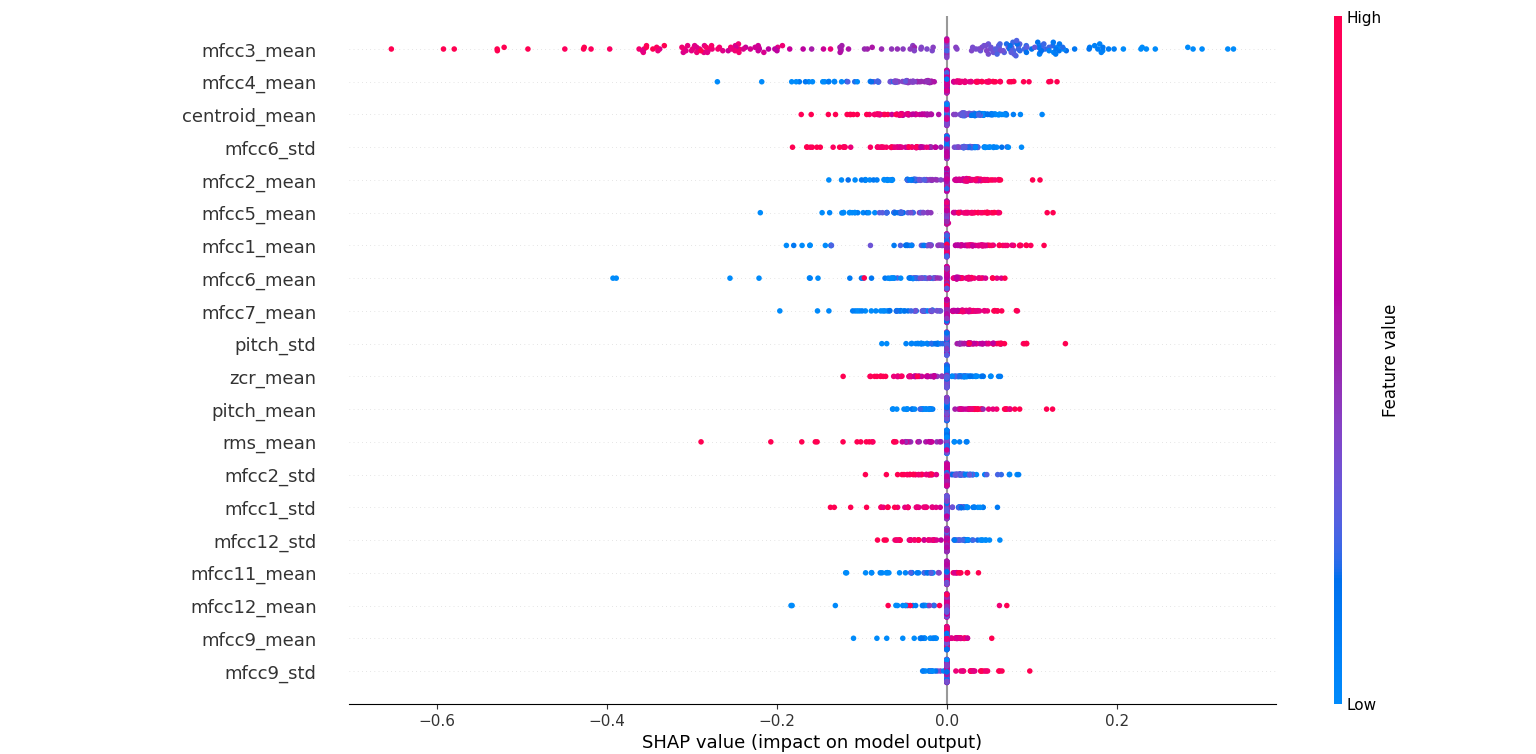 High
mfcc3_mean
mfcc4_mean
centroid_mean
mfcc6_std
mfcc2_mean
mfcc5_mean
mfcc1_mean
mfcc6_mean
mfcc7_mean
pitch_std
zcr_mean
pitch_mean
rms_mean
mfcc2_std
mfcc1_std
mfcc12_std
mfcc11_mean
mfcc12_mean
mfcc9_mean
mfcc9_std
Feature value
Low
−0.6 −0.4 −0.2 0.0 0.2
SHAP value (impact on model output)